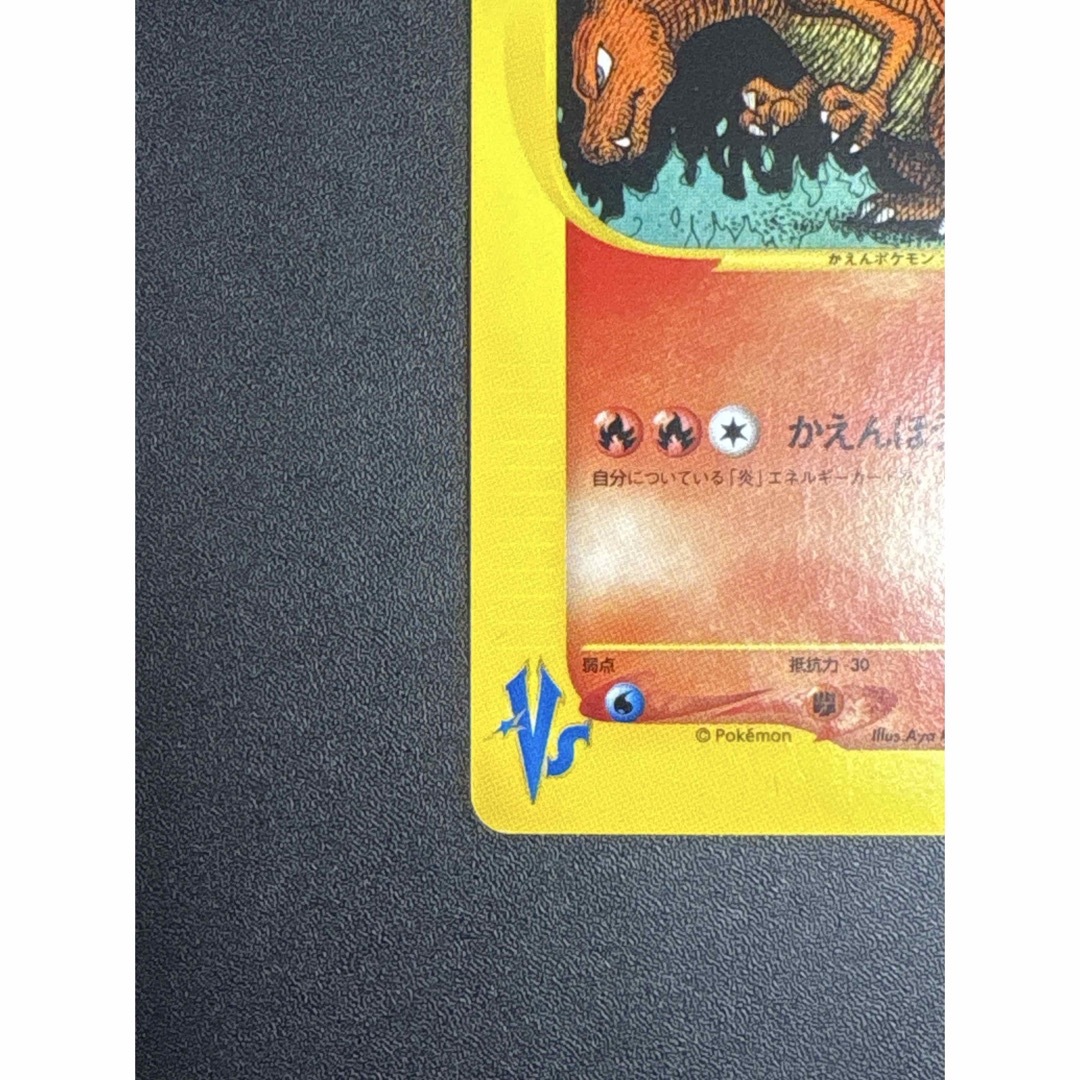 かえんポケモン
かえんほう
自分についている「炎」エネルギーカード
弱点 抵抗力 -30
© Pokémon Illus. Aya
VS